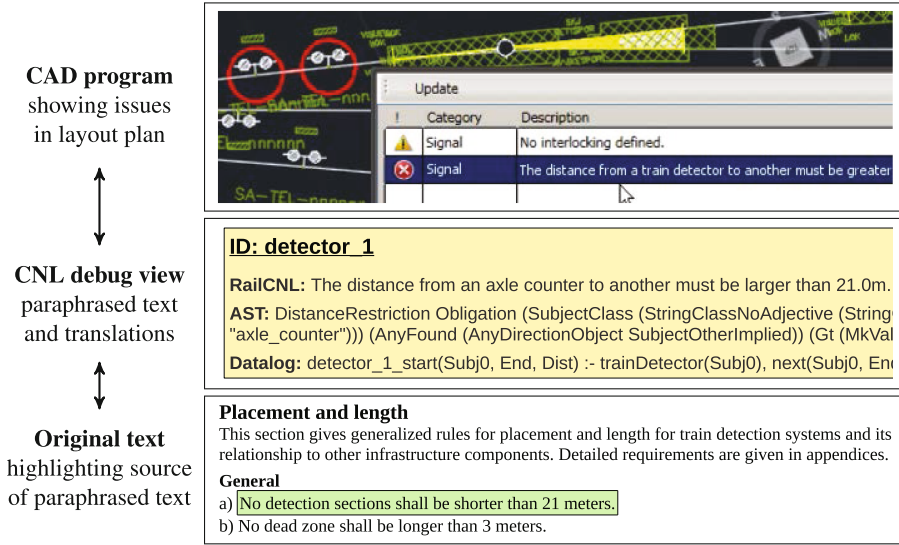 CAD program
showing issues
in layout plan
Update
! Category Description
Signal No interlocking defined.
Signal The distance from a train detector to another must be greater
SA-TEL-nnnnn
CNL debug view
paraphrased text
and translations
ID: detector_1
RailCNL: The distance from an axle counter to another must be larger than 21.0m.
AST: DistanceRestriction Obligation (SubjectClass (StringClassNoAdjective (String
"axle_counter"))) (AnyFound (AnyDirectionObject SubjectOtherImplied)) (Gt (MkVal
Datalog: detector_1_start(Subj0, End, Dist) :- trainDetector(Subj0), next(Subj0, End
Original text
highlighting source
of paraphrased text
Placement and length
This section gives generalized rules for placement and length for train detection systems and its
relationship to other infrastructure components. Detailed requirements are given in appendices.
General
a) No detection sections shall be shorter than 21 meters.
b) No dead zone shall be longer than 3 meters.